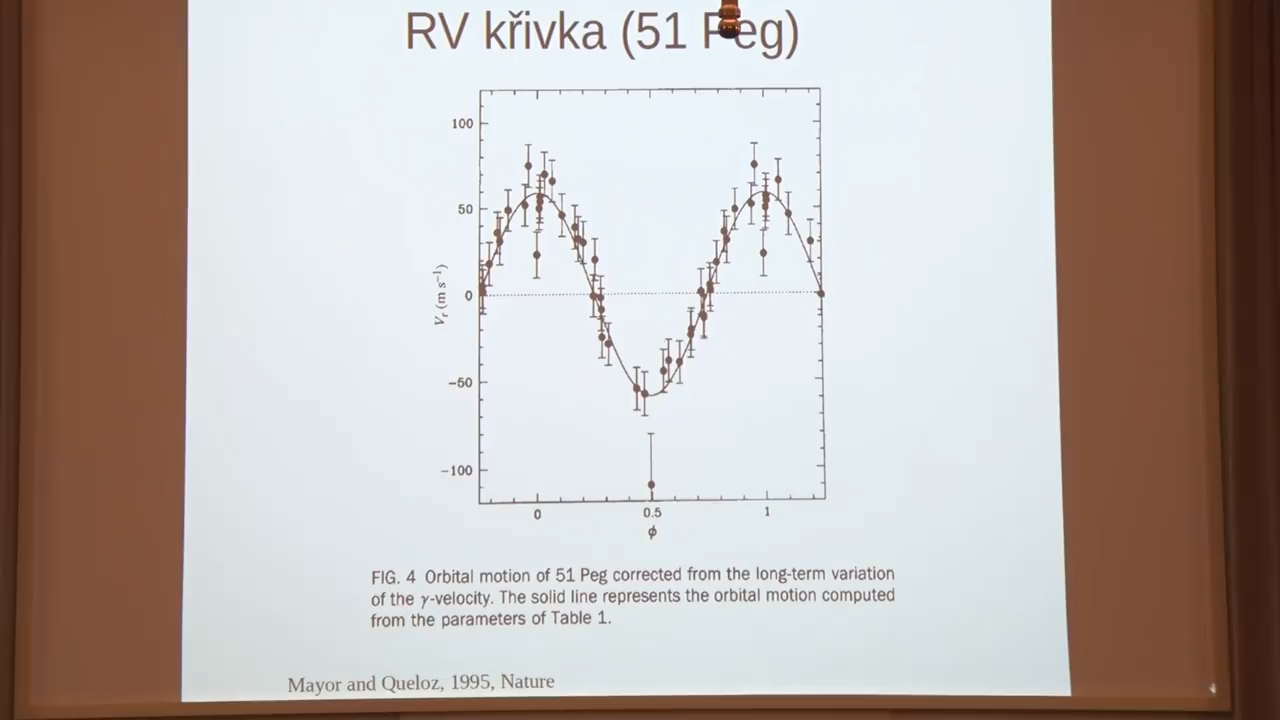 RV křivka (51 Peg)
100
50
0
−50
−100
Vr (m s−1)
0
0.5
1
ϕ
FIG. 4 Orbital motion of 51 Peg corrected from the long-term variation
of the γ-velocity. The solid line represents the orbital motion computed
from the parameters of Table 1.
Mayor and Queloz, 1995, Nature